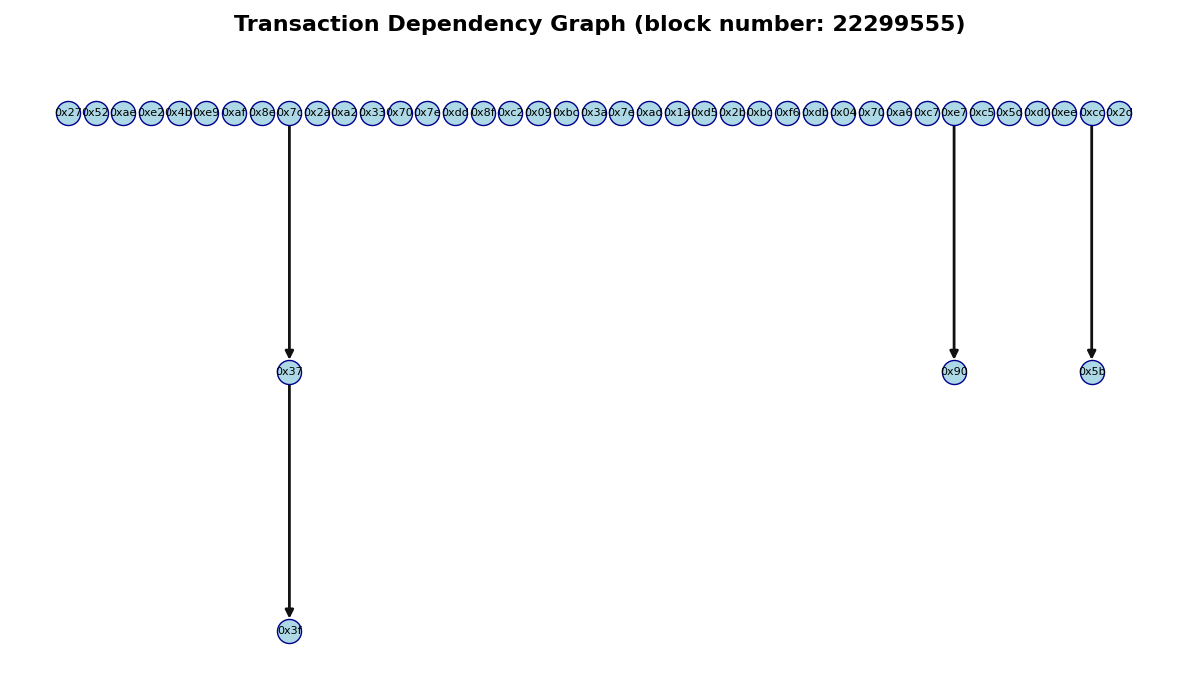 Transaction Dependency Graph (block number: 22299555)
0x27 0x52 0xae 0xe2 0x4b 0xe9 0xaf 0x8e 0x7c 0x2a 0xa2 0x33 0x70 0x7e 0xdd 0x8f 0xc2 0x09 0xbc 0x3a 0x7e 0xad 0x1a 0xd5 0x2b 0xbc 0xf6 0xdb 0x04 0x70 0xa6 0xc7 0xe7 0xc5 0x5d 0xd0 0xee 0xcc 0x2d
0x37 0x90 0x5b
0x3f